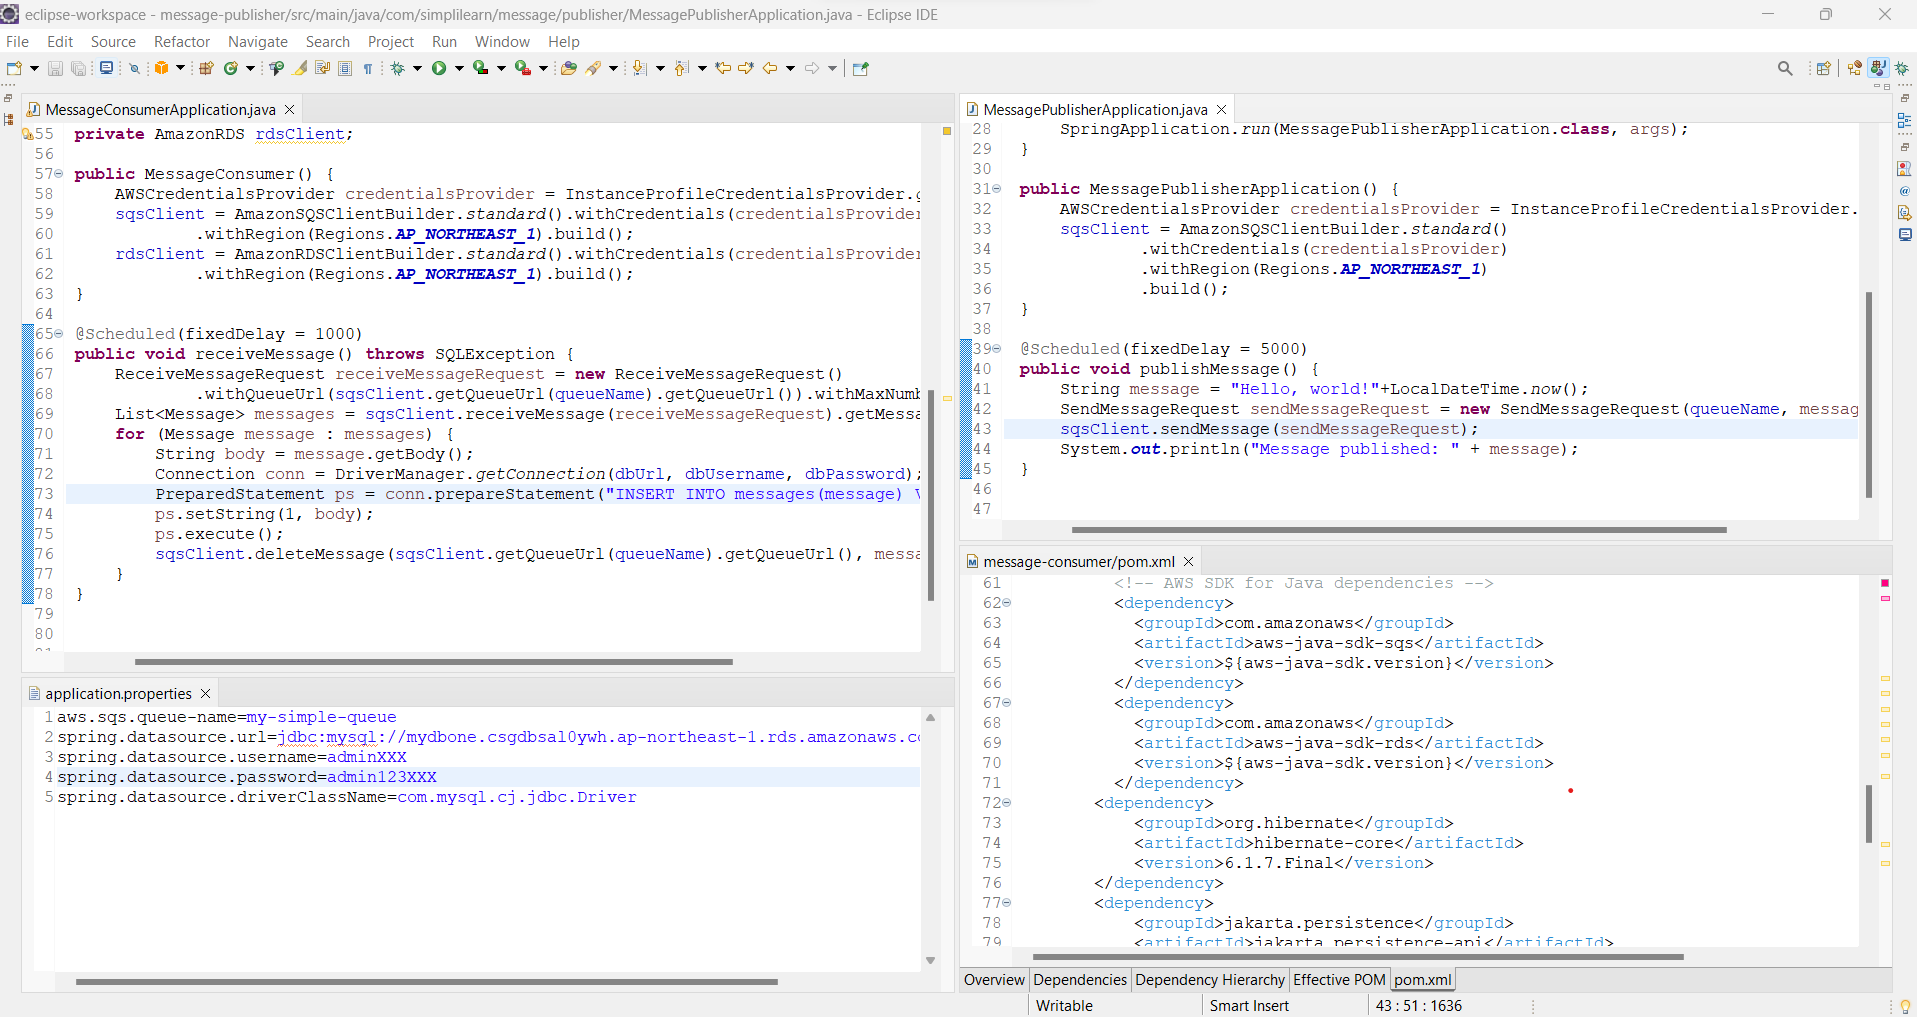 eclipse-workspace - message-publisher/src/main/java/com/simplilearn/message/publisher/MessagePublisherApplication.java - Eclipse IDE
File Edit Source Refactor Navigate Search Project Run Window Help
MessageConsumerApplication.java
55 private AmazonRDS rdsClient;
56
57 public MessageConsumer() {
58 AWSCredentialsProvider credentialsProvider = InstanceProfileCredentialsProvider.
59 sqsClient = AmazonSQSClientBuilder.standard().withCredentials(credentialsProvider
60 .withRegion(Regions.AP_NORTHEAST_1).build();
61 rdsClient = AmazonRDSClientBuilder.standard().withCredentials(credentialsProvider
62 .withRegion(Regions.AP_NORTHEAST_1).build();
63 }
64
65 @Scheduled(fixedDelay = 1000)
66 public void receiveMessage() throws SQLException {
67 ReceiveMessageRequest receiveMessageRequest = new ReceiveMessageRequest()
68 .withQueueUrl(sqsClient.getQueueUrl(queueName).getQueueUrl()).withMaxNumb
69 List<Message> messages = sqsClient.receiveMessage(receiveMessageRequest).getMessa
70 for (Message message : messages) {
71 String body = message.getBody();
72 Connection conn = DriverManager.getConnection(dbUrl, dbUsername, dbPassword);
73 PreparedStatement ps = conn.prepareStatement("INSERT INTO messages(message) V
74 ps.setString(1, body);
75 ps.execute();
76 sqsClient.deleteMessage(sqsClient.getQueueUrl(queueName).getQueueUrl(), messa
77 }
78 }
79
80
application.properties
1 aws.sqs.queue-name=my-simple-queue
2 spring.datasource.url=jdbc:mysql://mydbone.csgdbsal0ywh.ap-northeast-1.rds.amazonaws.co
3 spring.datasource.username=adminXXX
4 spring.datasource.password=admin123XXX
5 spring.datasource.driverClassName=com.mysql.cj.jdbc.Driver
MessagePublisherApplication.java
28 SpringApplication.run(MessagePublisherApplication.class, args);
29 }
30
31 public MessagePublisherApplication() {
32 AWSCredentialsProvider credentialsProvider = InstanceProfileCredentialsProvider.
33 sqsClient = AmazonSQSClientBuilder.standard()
34 .withCredentials(credentialsProvider)
35 .withRegion(Regions.AP_NORTHEAST_1)
36 .build();
37 }
38
39 @Scheduled(fixedDelay = 5000)
40 public void publishMessage() {
41 String message = "Hello, world!"+LocalDateTime.now();
42 SendMessageRequest sendMessageRequest = new SendMessageRequest(queueName, messag
43 sqsClient.sendMessage(sendMessageRequest);
44 System.out.println("Message published: " + message);
45 }
46
47
message-consumer/pom.xml
61 <!-- AWS SDK for Java dependencies -->
62 <dependency>
63 <groupId>com.amazonaws</groupId>
64 <artifactId>aws-java-sdk-sqs</artifactId>
65 <version>${aws-java-sdk.version}</version>
66 </dependency>
67 <dependency>
68 <groupId>com.amazonaws</groupId>
69 <artifactId>aws-java-sdk-rds</artifactId>
70 <version>${aws-java-sdk.version}</version>
71 </dependency>
72 <dependency>
73 <groupId>org.hibernate</groupId>
74 <artifactId>hibernate-core</artifactId>
75 <version>6.1.7.Final</version>
76 </dependency>
77 <dependency>
78 <groupId>jakarta.persistence</groupId>
79 <artifactId>jakarta.persistence-api</artifactId>
Overview Dependencies Dependency Hierarchy Effective POM pom.xml
Writable Smart Insert 43 : 51 : 1636